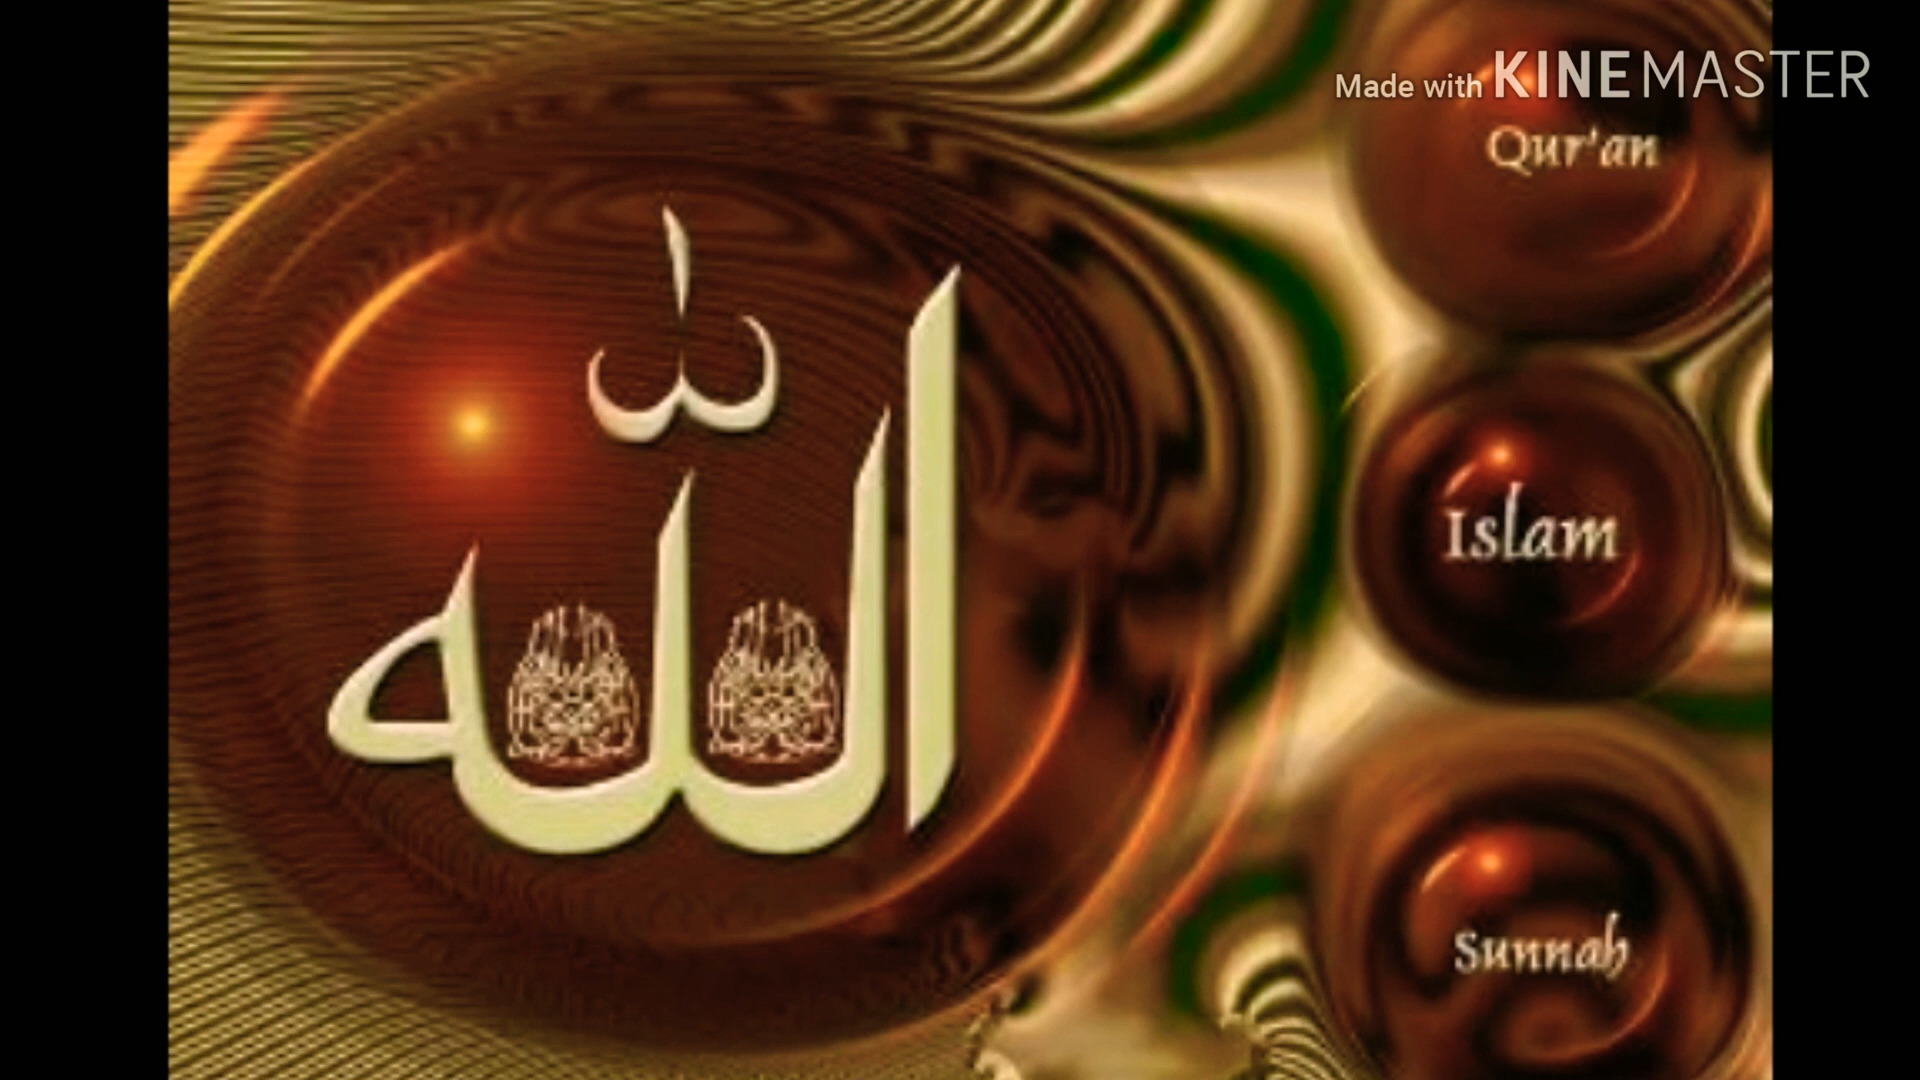 Made with KINEMASTER
Qur'an
الله
Islam
Sunnah